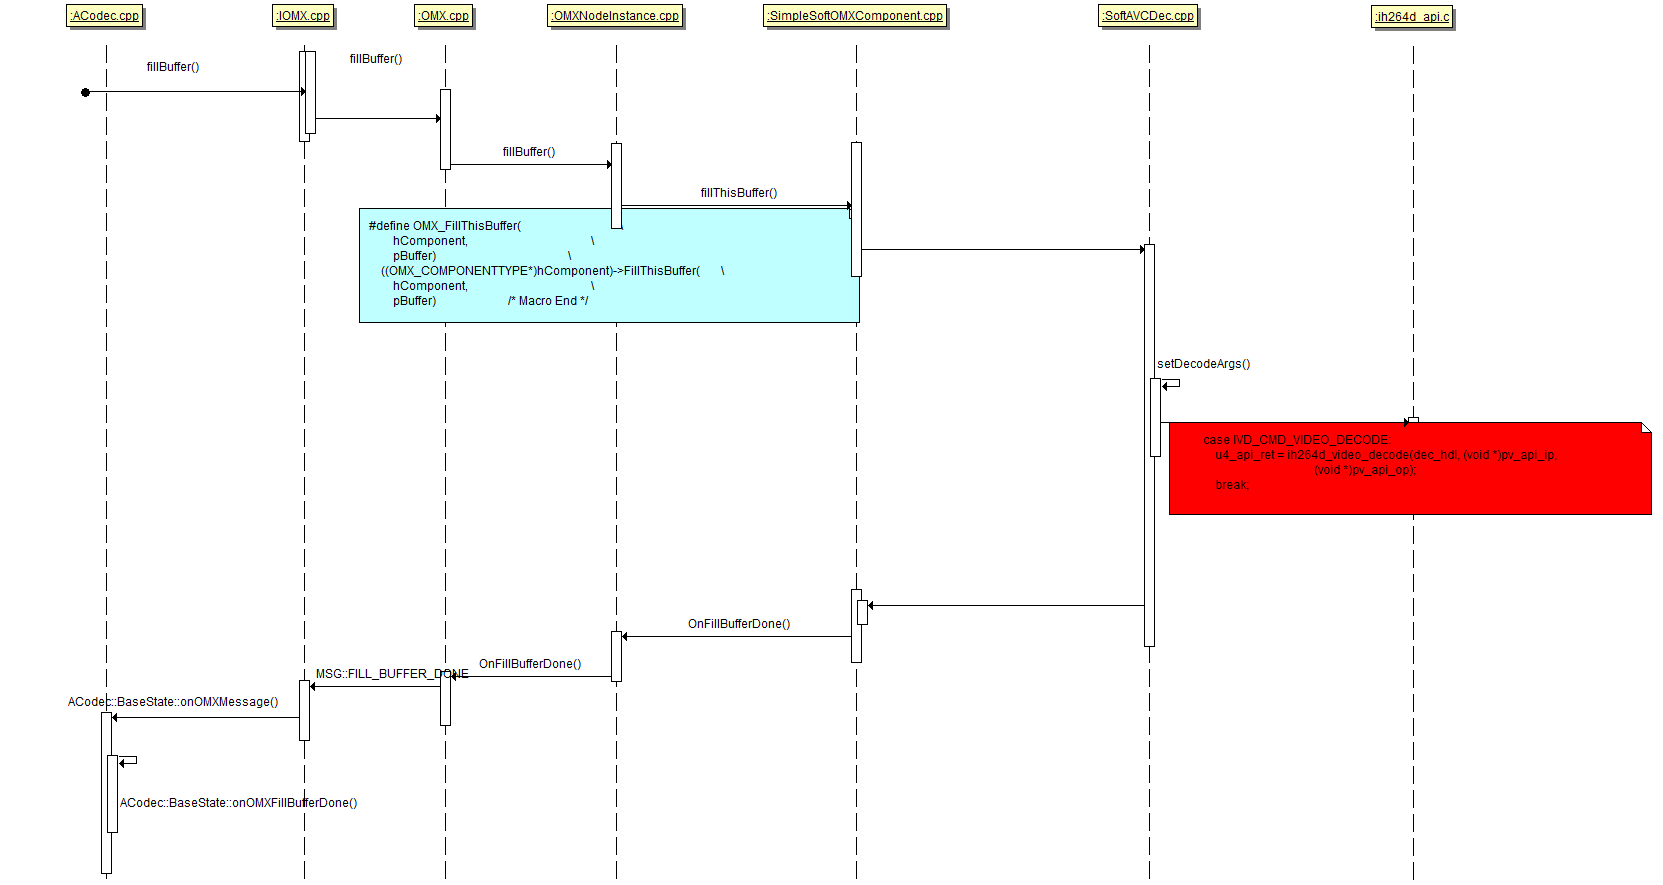 :ACodec.cpp
:IOMX.cpp
:OMX.cpp
:OMXNodeInstance.cpp
:SimpleSoftOMXComponent.cpp
:SoftAVCDec.cpp
:ih264d_api.c
fillBuffer()
fillBuffer()
fillBuffer()
fillThisBuffer()
#define OMX_FillThisBuffer( \
hComponent, \
pBuffer) \
((OMX_COMPONENTTYPE*)hComponent)->FillThisBuffer( \
hComponent, \
pBuffer) /* Macro End */
setDecodeArgs()
case IVD_CMD_VIDEO_DECODE:
u4_api_ret = ih264d_video_decode(dec_hdl, (void *)pv_api_ip,
(void *)pv_api_op);
break;
OnFillBufferDone()
OnFillBufferDone()
MSG::FILL_BUFFER_DONE
ACodec::BaseState::onOMXMessage()
ACodec::BaseState::onOMXFillBufferDone()